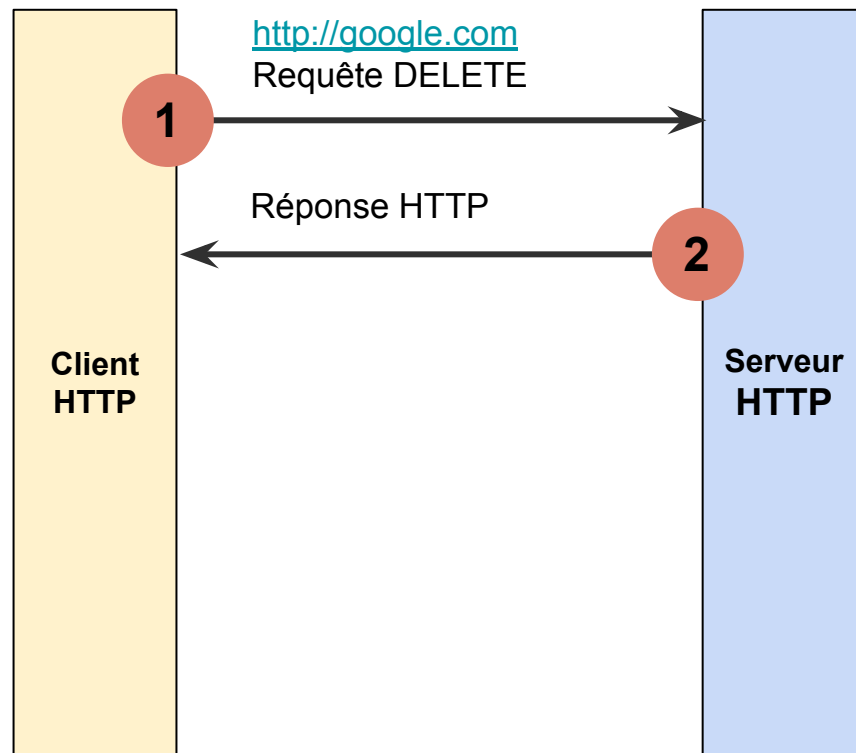 http://google.com
Requête DELETE
1
Réponse HTTP
2
Client
HTTP
Serveur
HTTP